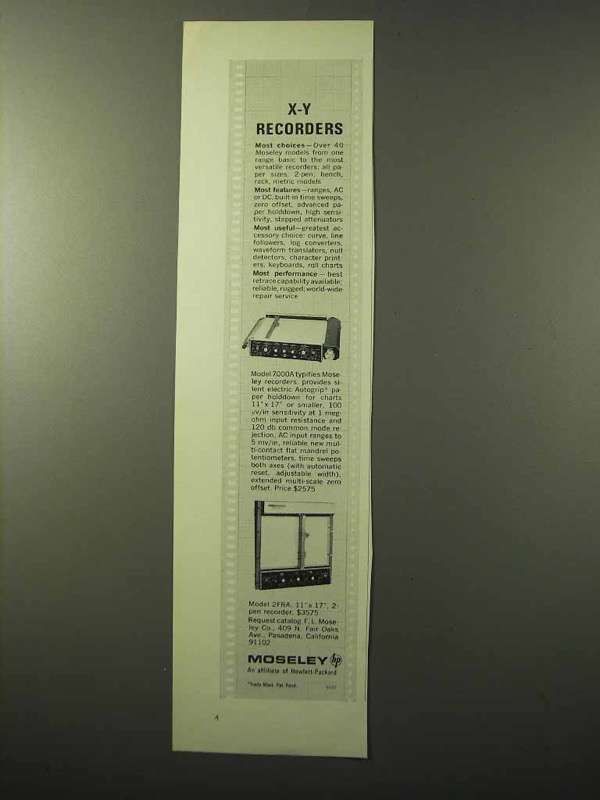 X-Y
RECORDERS
Most choices—Over 40
Moseley models from one
range basic to the most
versatile recorders; all pa-
per sizes, 2-pen, bench,
rack, metric models
Most features—ranges, AC
or DC, built-in time sweeps,
zero offset, advanced pa-
per holddown, high sensi-
tivity, stepped attenuators
Most useful—greatest ac-
cessory choice: curve, line
followers, log converters,
waveform translators, null
detectors, character print-
ers, keyboards, roll charts
Most performance—best
retrace capability available;
reliable, rugged; world-wide
repair service
Model 7000A typifies Mose-
ley recorders, provides si-
lent electric Autogrip* pa-
per holddown for charts
11"x 17" or smaller, 100
uv/in sensitivity at 1 meg-
ohm input resistance and
120 db common mode re-
jection, AC input ranges to
5 mv/in, reliable new mul-
ti-contact flat mandrel po-
tentiometers, time sweeps
both axes (with automatic
reset, adjustable width),
extended multi-scale zero
offset. Price $2575
Model 2FRA, 11"x 17", 2-
pen recorder, $3575
Request catalog F. L. Mose-
ley Co., 409 N. Fair Oaks
Ave., Pasadena, California
91102
MOSELEY hp
An affiliate of Hewlett-Packard
*Trade Mark Pat. Pend.
4